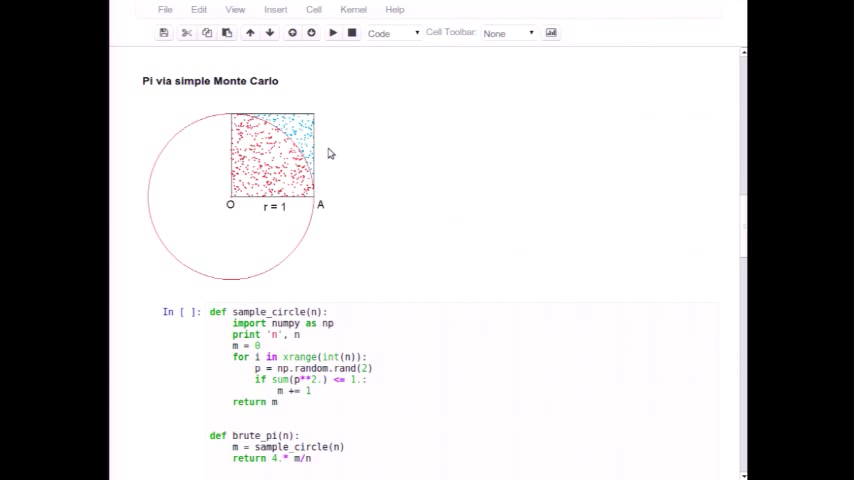 File Edit View Insert Cell Kernel Help
Code Cell Toolbar: None
Pi via simple Monte Carlo
O r = 1 A
In [ ]: def sample_circle(n):
import numpy as np
print 'n', n
m = 0
for i in xrange(int(n)):
p = np.random.rand(2)
if sum(p**2.) <= 1.:
m += 1
return m
def brute_pi(n):
m = sample_circle(n)
return 4.* m/n